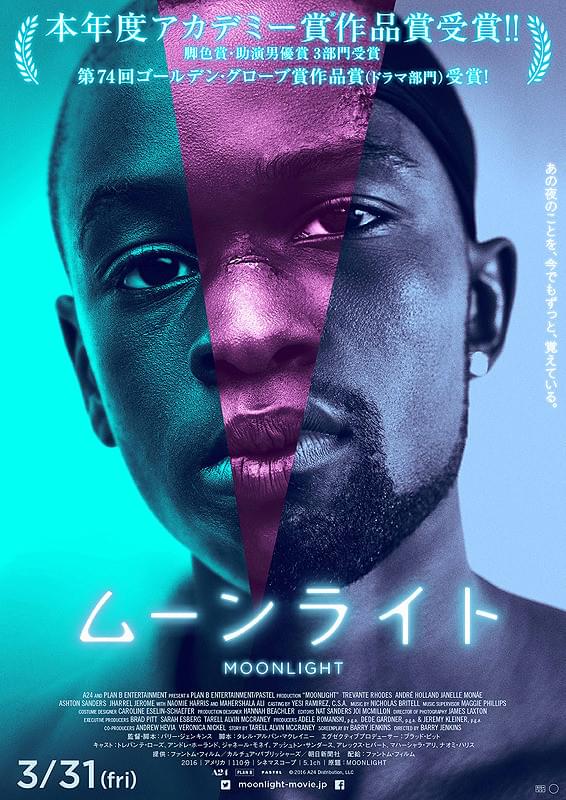 本年度アカデミー賞®作品賞受賞!!
脚色賞・助演男優賞 3部門受賞
第74回ゴールデン・グローブ賞作品賞(ドラマ部門)受賞!
あの夜のことを、今でもずっと、覚えている。
ムーンライト
MOONLIGHT
A24 AND PLAN B ENTERTAINMENT PRESENT A PLAN B ENTERTAINMENT/PASTEL PRODUCTION "MOONLIGHT" TREVANTE RHODES ANDRÉ HOLLAND JANELLE MONÁE
ASHTON SANDERS JHARREL JEROME WITH NAOMIE HARRIS AND MAHERSHALA ALI CASTING BY YESI RAMIREZ, C.S.A. MUSIC BY NICHOLAS BRITELL MUSIC SUPERVISOR MAGGIE PHILLIPS
COSTUME DESIGNER CAROLINE ESELIN-SCHAEFER PRODUCTION DESIGNER HANNAH BEACHLER EDITORS NAT SANDERS JOI MCMILLON DIRECTOR OF PHOTOGRAPHY JAMES LAXTON
EXECUTIVE PRODUCERS BRAD PITT SARAH ESBERG TARELL ALVIN MCCRANEY PRODUCERS ADELE ROMANSKI, p.g.a. DEDE GARDNER, p.g.a. & JEREMY KLEINER, p.g.a.
CO-PRODUCERS ANDREW HEVIA VERONICA NICKEL STORY BY TARELL ALVIN MCCRANEY SCREENPLAY BY BARRY JENKINS DIRECTED BY BARRY JENKINS
監督・脚本：バリー・ジェンキンス 脚本：タレル・アルバン・マクレイニー エグゼクティブプロデューサー：ブラッド・ピット
キャスト：トレバンテ・ローズ、アンドレ・ホーランド、ジャネール・モネイ、アシュトン・サンダース、アレックス・ヒバート、マハーシャラ・アリ、ナオミ・ハリス
提供：ファントム・フィルム／カルチュア・パブリッシャーズ／朝日新聞社 配給：ファントム・フィルム
2016｜アメリカ｜110分｜シネマスコープ｜5.1ch｜原題：MOONLIGHT
A24 PLAN B PASTEL © 2016 A24 Distribution, LLC
3/31(fri)
moonlight-movie.jp